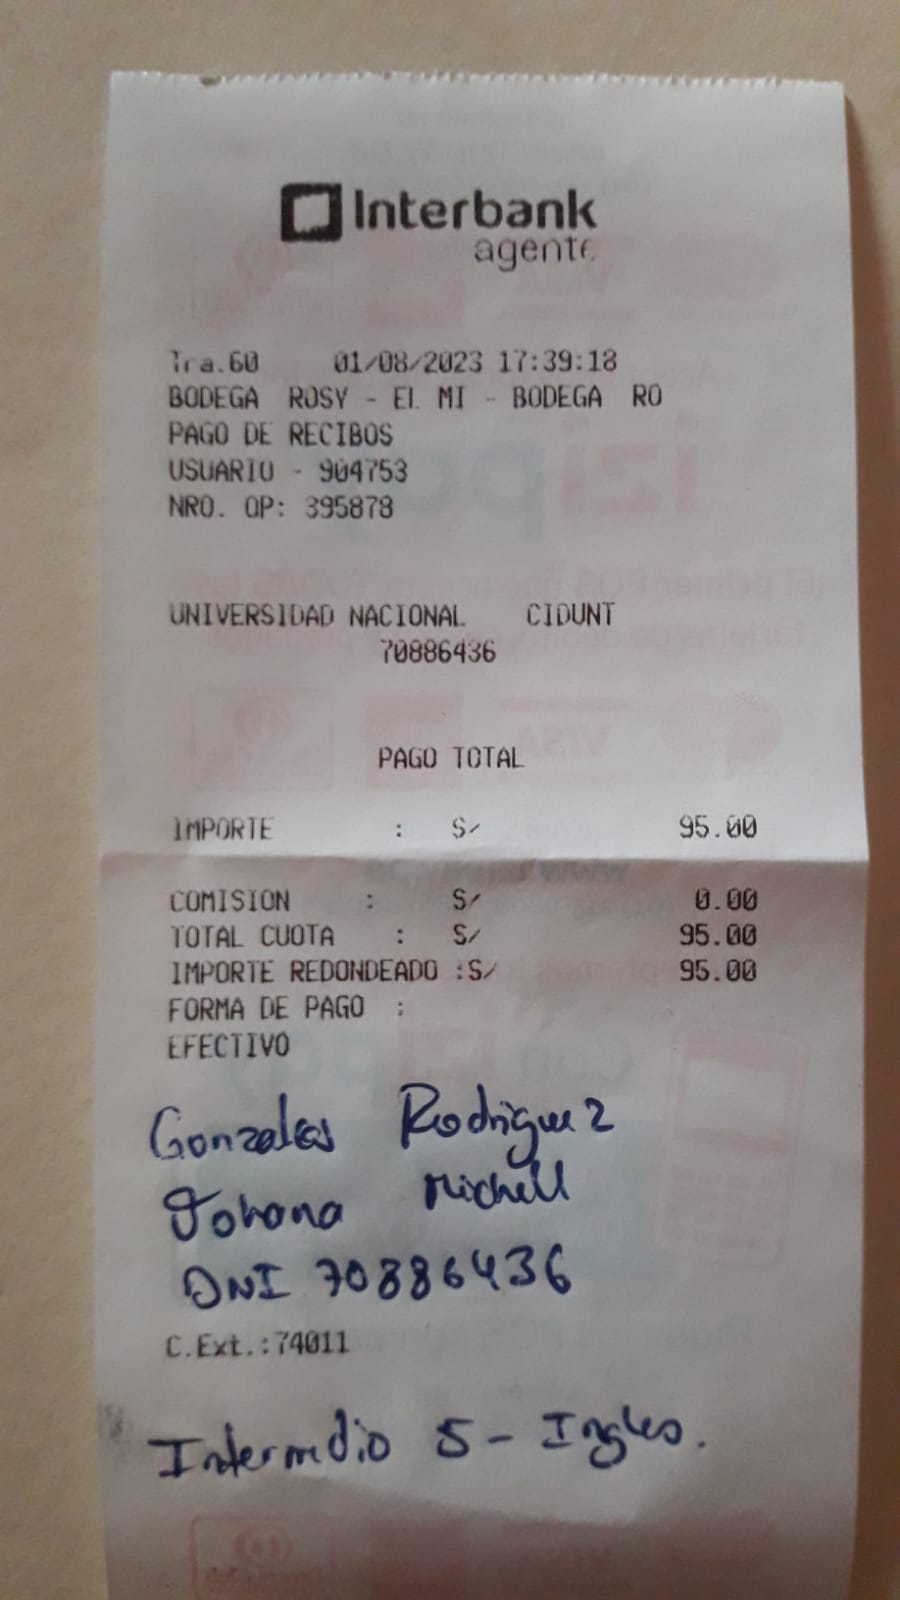 Interbank
agente
Tra.60 01/08/2023 17:39:18
BODEGA ROSY - EL MI - BODEGA RO
PAGO DE RECIBOS
USUARIO - 904753
NRO. OP: 395878
UNIVERSIDAD NACIONAL CIDUNT
70886436
PAGO TOTAL
IMPORTE : S/ 95.00
COMISION : S/ 0.00
TOTAL CUOTA : S/ 95.00
IMPORTE REDONDEADO :S/ 95.00
FORMA DE PAGO :
EFECTIVO
Gonzales Rodriguez
Johana Michell
DNI 70886436
C.Ext.:74011
Intermedio 5 - Ingles.